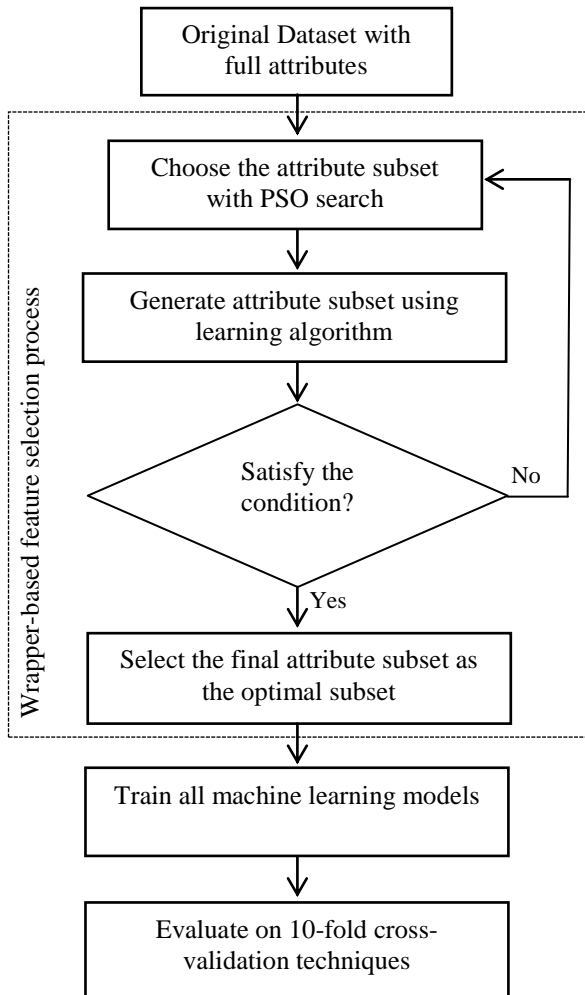 Original Dataset with
full attributes
Choose the attribute subset
with PSO search
Generate attribute subset using
learning algorithm
Satisfy the
condition?
No
Yes
Select the final attribute subset as
the optimal subset
Wrapper-based feature selection process
Train all machine learning models
Evaluate on 10-fold cross-
validation techniques